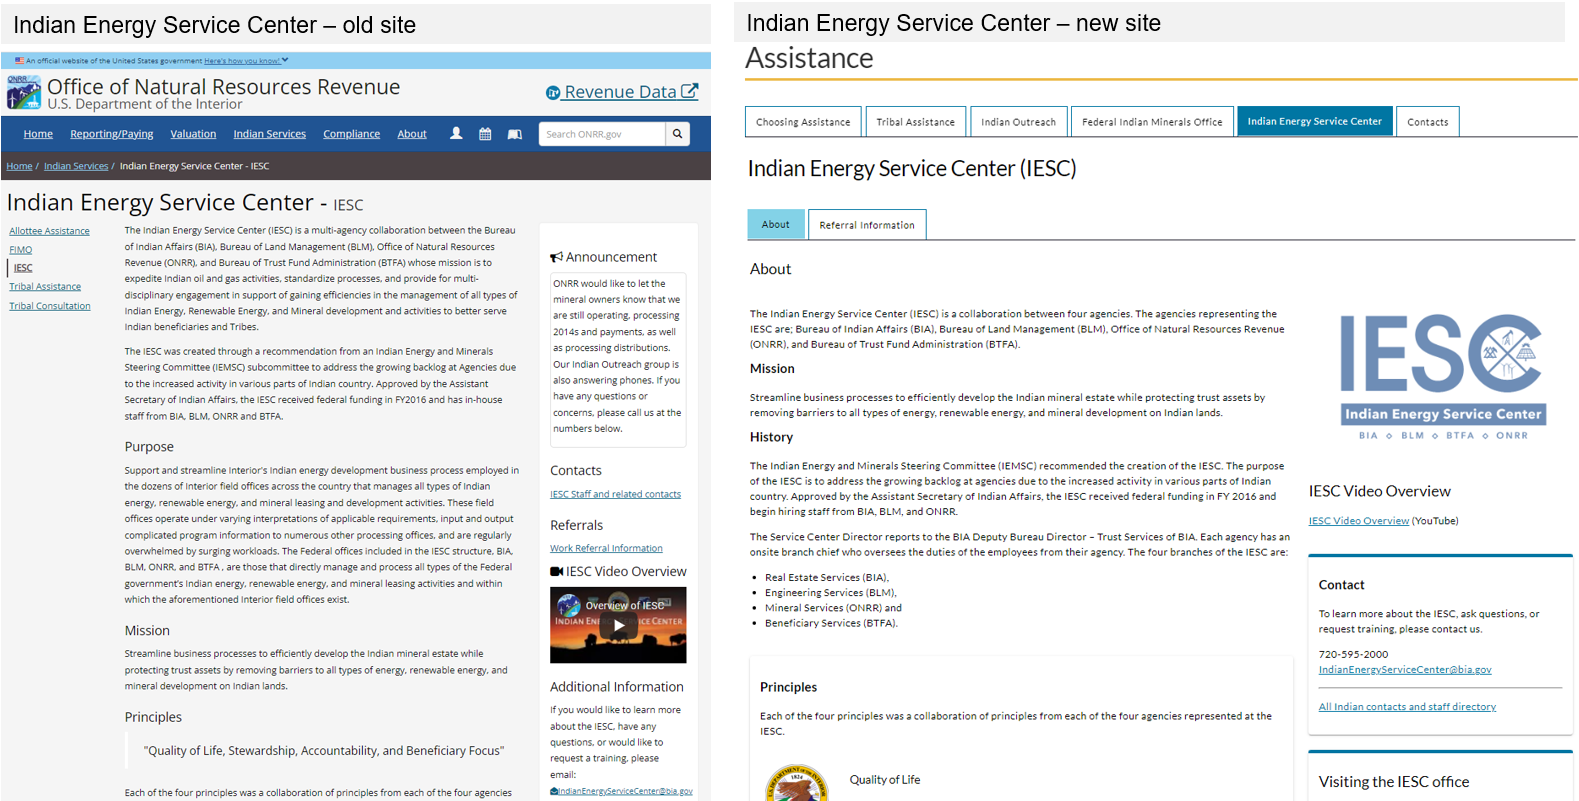 Indian Energy Service Center – old site
An official website of the United States government Here's how you know!
ONRR
Office of Natural Resources Revenue
U.S. Department of the Interior
Revenue Data
Home Reporting/Paying Valuation Indian Services Compliance About Search ONRR.gov
Home / Indian Services / Indian Energy Service Center - IESC
Indian Energy Service Center - IESC
Allottee Assistance
FIMO
IESC
Tribal Assistance
Tribal Consultation
The Indian Energy Service Center (IESC) is a multi-agency collaboration between the Bureau
of Indian Affairs (BIA), Bureau of Land Management (BLM), Office of Natural Resources
Revenue (ONRR), and Bureau of Trust Fund Administration (BTFA) whose mission is to
expedite Indian oil and gas activities, standardize processes, and provide for multi-
disciplinary engagement in support of gaining efficiencies in the management of all types of
Indian Energy, Renewable Energy, and Mineral development and activities to better serve
Indian beneficiaries and Tribes.
The IESC was created through a recommendation from an Indian Energy and Minerals
Steering Committee (IEMSC) subcommittee to address the growing backlog at Agencies due
to the increased activity in various parts of Indian country. Approved by the Assistant
Secretary of Indian Affairs, the IESC received federal funding in FY2016 and has in-house
staff from BIA, BLM, ONRR and BTFA.
Purpose
Support and streamline Interior's Indian energy development business process employed in
the dozens of Interior field offices across the country that manages all types of Indian
energy, renewable energy, and mineral leasing and development activities. These field
offices operate under varying interpretations of applicable requirements, input and output
complicated program information to numerous other processing offices, and are regularly
overwhelmed by surging workloads. The Federal offices included in the IESC structure, BIA,
BLM, ONRR, and BTFA , are those that directly manage and process all types of the Federal
government's Indian energy, renewable energy, and mineral leasing activities and within
which the aforementioned Interior field offices exist.
Mission
Streamline business processes to efficiently develop the Indian mineral estate while
protecting trust assets by removing barriers to all types of energy, renewable energy, and
mineral development on Indian lands.
Principles
"Quality of Life, Stewardship, Accountability, and Beneficiary Focus"
Each of the four principles was a collaboration of principles from each of the four agencies
Announcement
ONRR would like to let the
mineral owners know that we
are still operating, processing
2014s and payments, as well
as processing distributions.
Our Indian Outreach group is
also answering phones. If you
have any questions or
concerns, please call us at the
numbers below.
Contacts
IESC Staff and related contacts
Referrals
Work Referral Information
IESC Video Overview
Overview of IESC
INDIAN ENERGY SERVICE CENTER
Additional Information
If you would like to learn more
about the IESC, have any
questions, or would like to
request a training, please
email:
IndianEnergyServiceCenter@bia.gov
Indian Energy Service Center – new site
Assistance
Choosing Assistance Tribal Assistance Indian Outreach Federal Indian Minerals Office Indian Energy Service Center Contacts
Indian Energy Service Center (IESC)
About Referral Information
About
The Indian Energy Service Center (IESC) is a collaboration between four agencies. The agencies representing the
IESC are; Bureau of Indian Affairs (BIA), Bureau of Land Management (BLM), Office of Natural Resources Revenue
(ONRR), and Bureau of Trust Fund Administration (BTFA).
Mission
Streamline business processes to efficiently develop the Indian mineral estate while protecting trust assets by
removing barriers to all types of energy, renewable energy, and mineral development on Indian lands.
History
The Indian Energy and Minerals Steering Committee (IEMSC) recommended the creation of the IESC. The purpose
of the IESC is to address the growing backlog at agencies due to the increased activity in various parts of Indian
country. Approved by the Assistant Secretary of Indian Affairs, the IESC received federal funding in FY 2016 and
begin hiring staff from BIA, BLM, and ONRR.
The Service Center Director reports to the BIA Deputy Bureau Director – Trust Services of BIA. Each agency has an
onsite branch chief who oversees the duties of the employees from their agency. The four branches of the IESC are:
• Real Estate Services (BIA),
• Engineering Services (BLM),
• Mineral Services (ONRR) and
• Beneficiary Services (BTFA).
Principles
Each of the four principles was a collaboration of principles from each of the four agencies represented at the
IESC.
Quality of Life
IESC
Indian Energy Service Center
BIA ◇ BLM ◇ BTFA ◇ ONRR
IESC Video Overview
IESC Video Overview (YouTube)
Contact
To learn more about the IESC, ask questions, or
request training, please contact us.
720-595-2000
IndianEnergyServiceCenter@bia.gov
All Indian contacts and staff directory
Visiting the IESC office